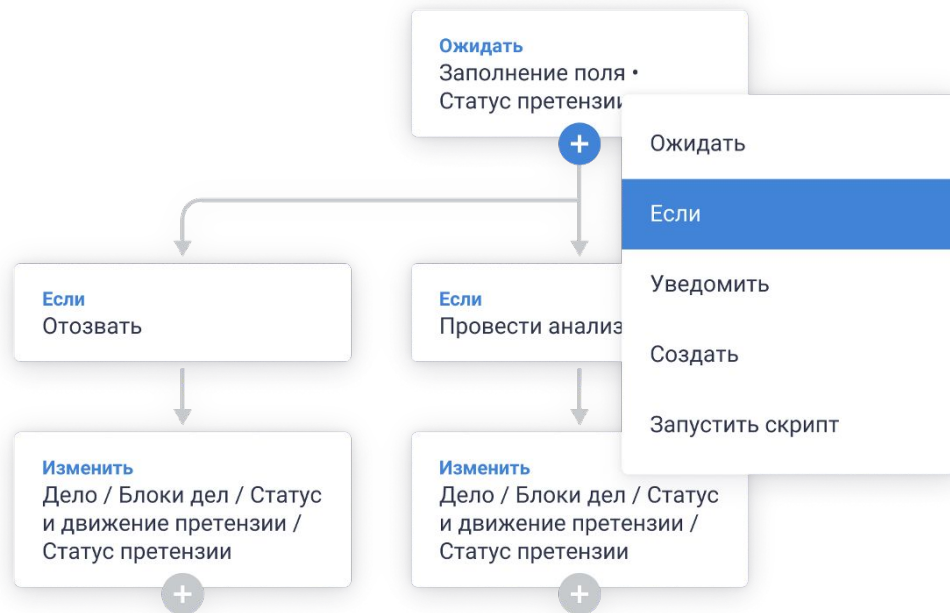 Ожидать
Заполнение поля •
Статус претензии
Ожидать
Если
Уведомить
Создать
Запустить скрипт
Если
Отозвать
Если
Провести анализ
Изменить
Дело / Блоки дел / Статус
и движение претензии /
Статус претензии
Изменить
Дело / Блоки дел / Статус
и движение претензии /
Статус претензии